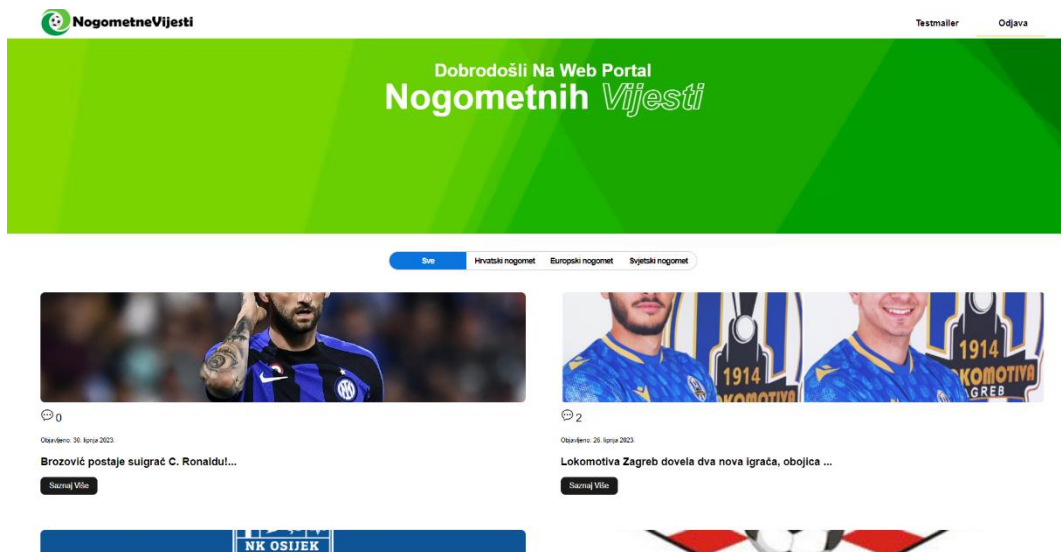 NogometneVijesti
Testmailer
Odjava
Dobrodošli Na Web Portal
Nogometnih Vijesti
Sve
Hrvatski nogomet
Europski nogomet
Svjetski nogomet
1914
LOKOMOTIVA
1914
KOMOTIVA
AGREB
0
2
Objavljeno: 30. lipnja 2023.
Objavljeno: 26. lipnja 2023.
Brozović postaje suigrač C. Ronaldu!...
Lokomotiva Zagreb dovela dva nova igrača, obojica ...
Saznaj Više
Saznaj Više
NK OSIJEK